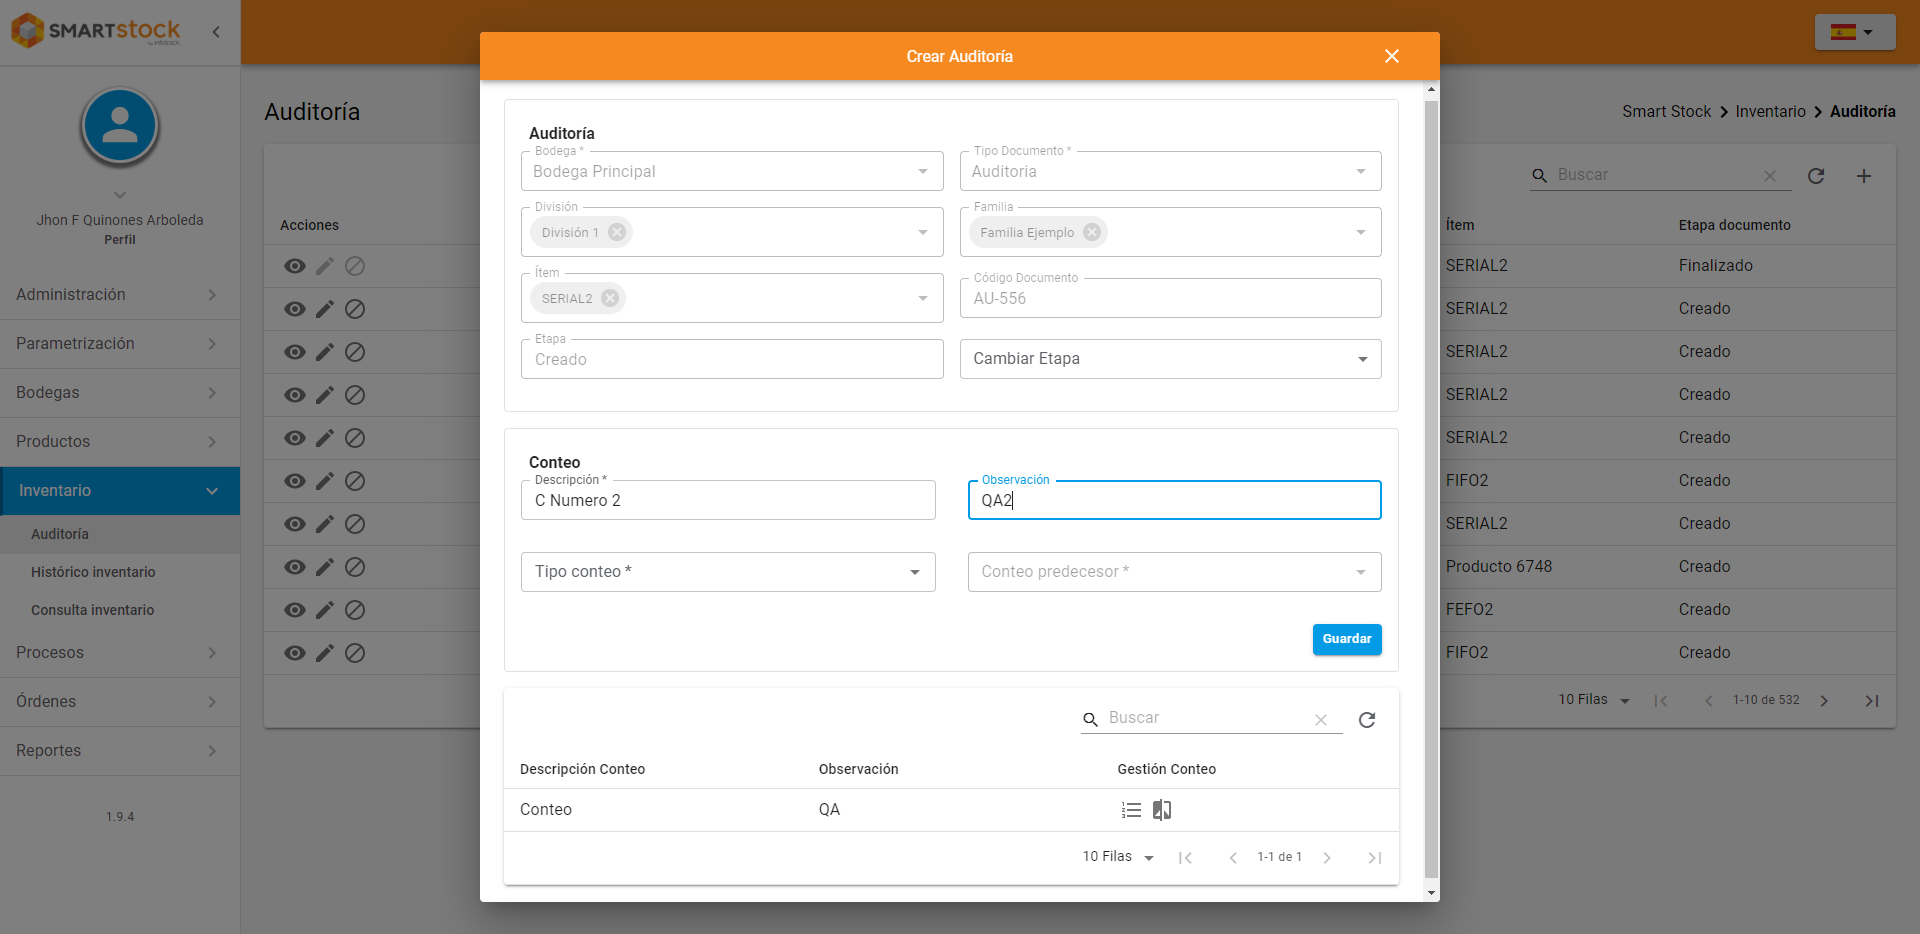 SMARTSTOCK
by infotrack
Jhon F Quinones Arboleda
Perfil
Administración
Parametrización
Bodegas
Productos
Inventario
Auditoría
Histórico inventario
Consulta inventario
Procesos
Órdenes
Reportes
1.9.4
Auditoría
Smart Stock > Inventario > Auditoría
Buscar
Acciones
Ítem Etapa documento
SERIAL2 Finalizado
SERIAL2 Creado
SERIAL2 Creado
SERIAL2 Creado
SERIAL2 Creado
FIFO2 Creado
SERIAL2 Creado
Producto 6748 Creado
FEFO2 Creado
FIFO2 Creado
10 Filas 1-10 de 532
Crear Auditoría
Auditoría
Bodega * Tipo Documento *
Bodega Principal Auditoria
División Familia
División 1 Familia Ejemplo
Ítem Código Documento
SERIAL2 AU-556
Etapa
Creado Cambiar Etapa
Conteo
Descripción * Observación
C Numero 2 QA2
Tipo conteo * Conteo predecesor *
Guardar
Buscar
Descripción Conteo Observación Gestión Conteo
Conteo QA
10 Filas 1-1 de 1